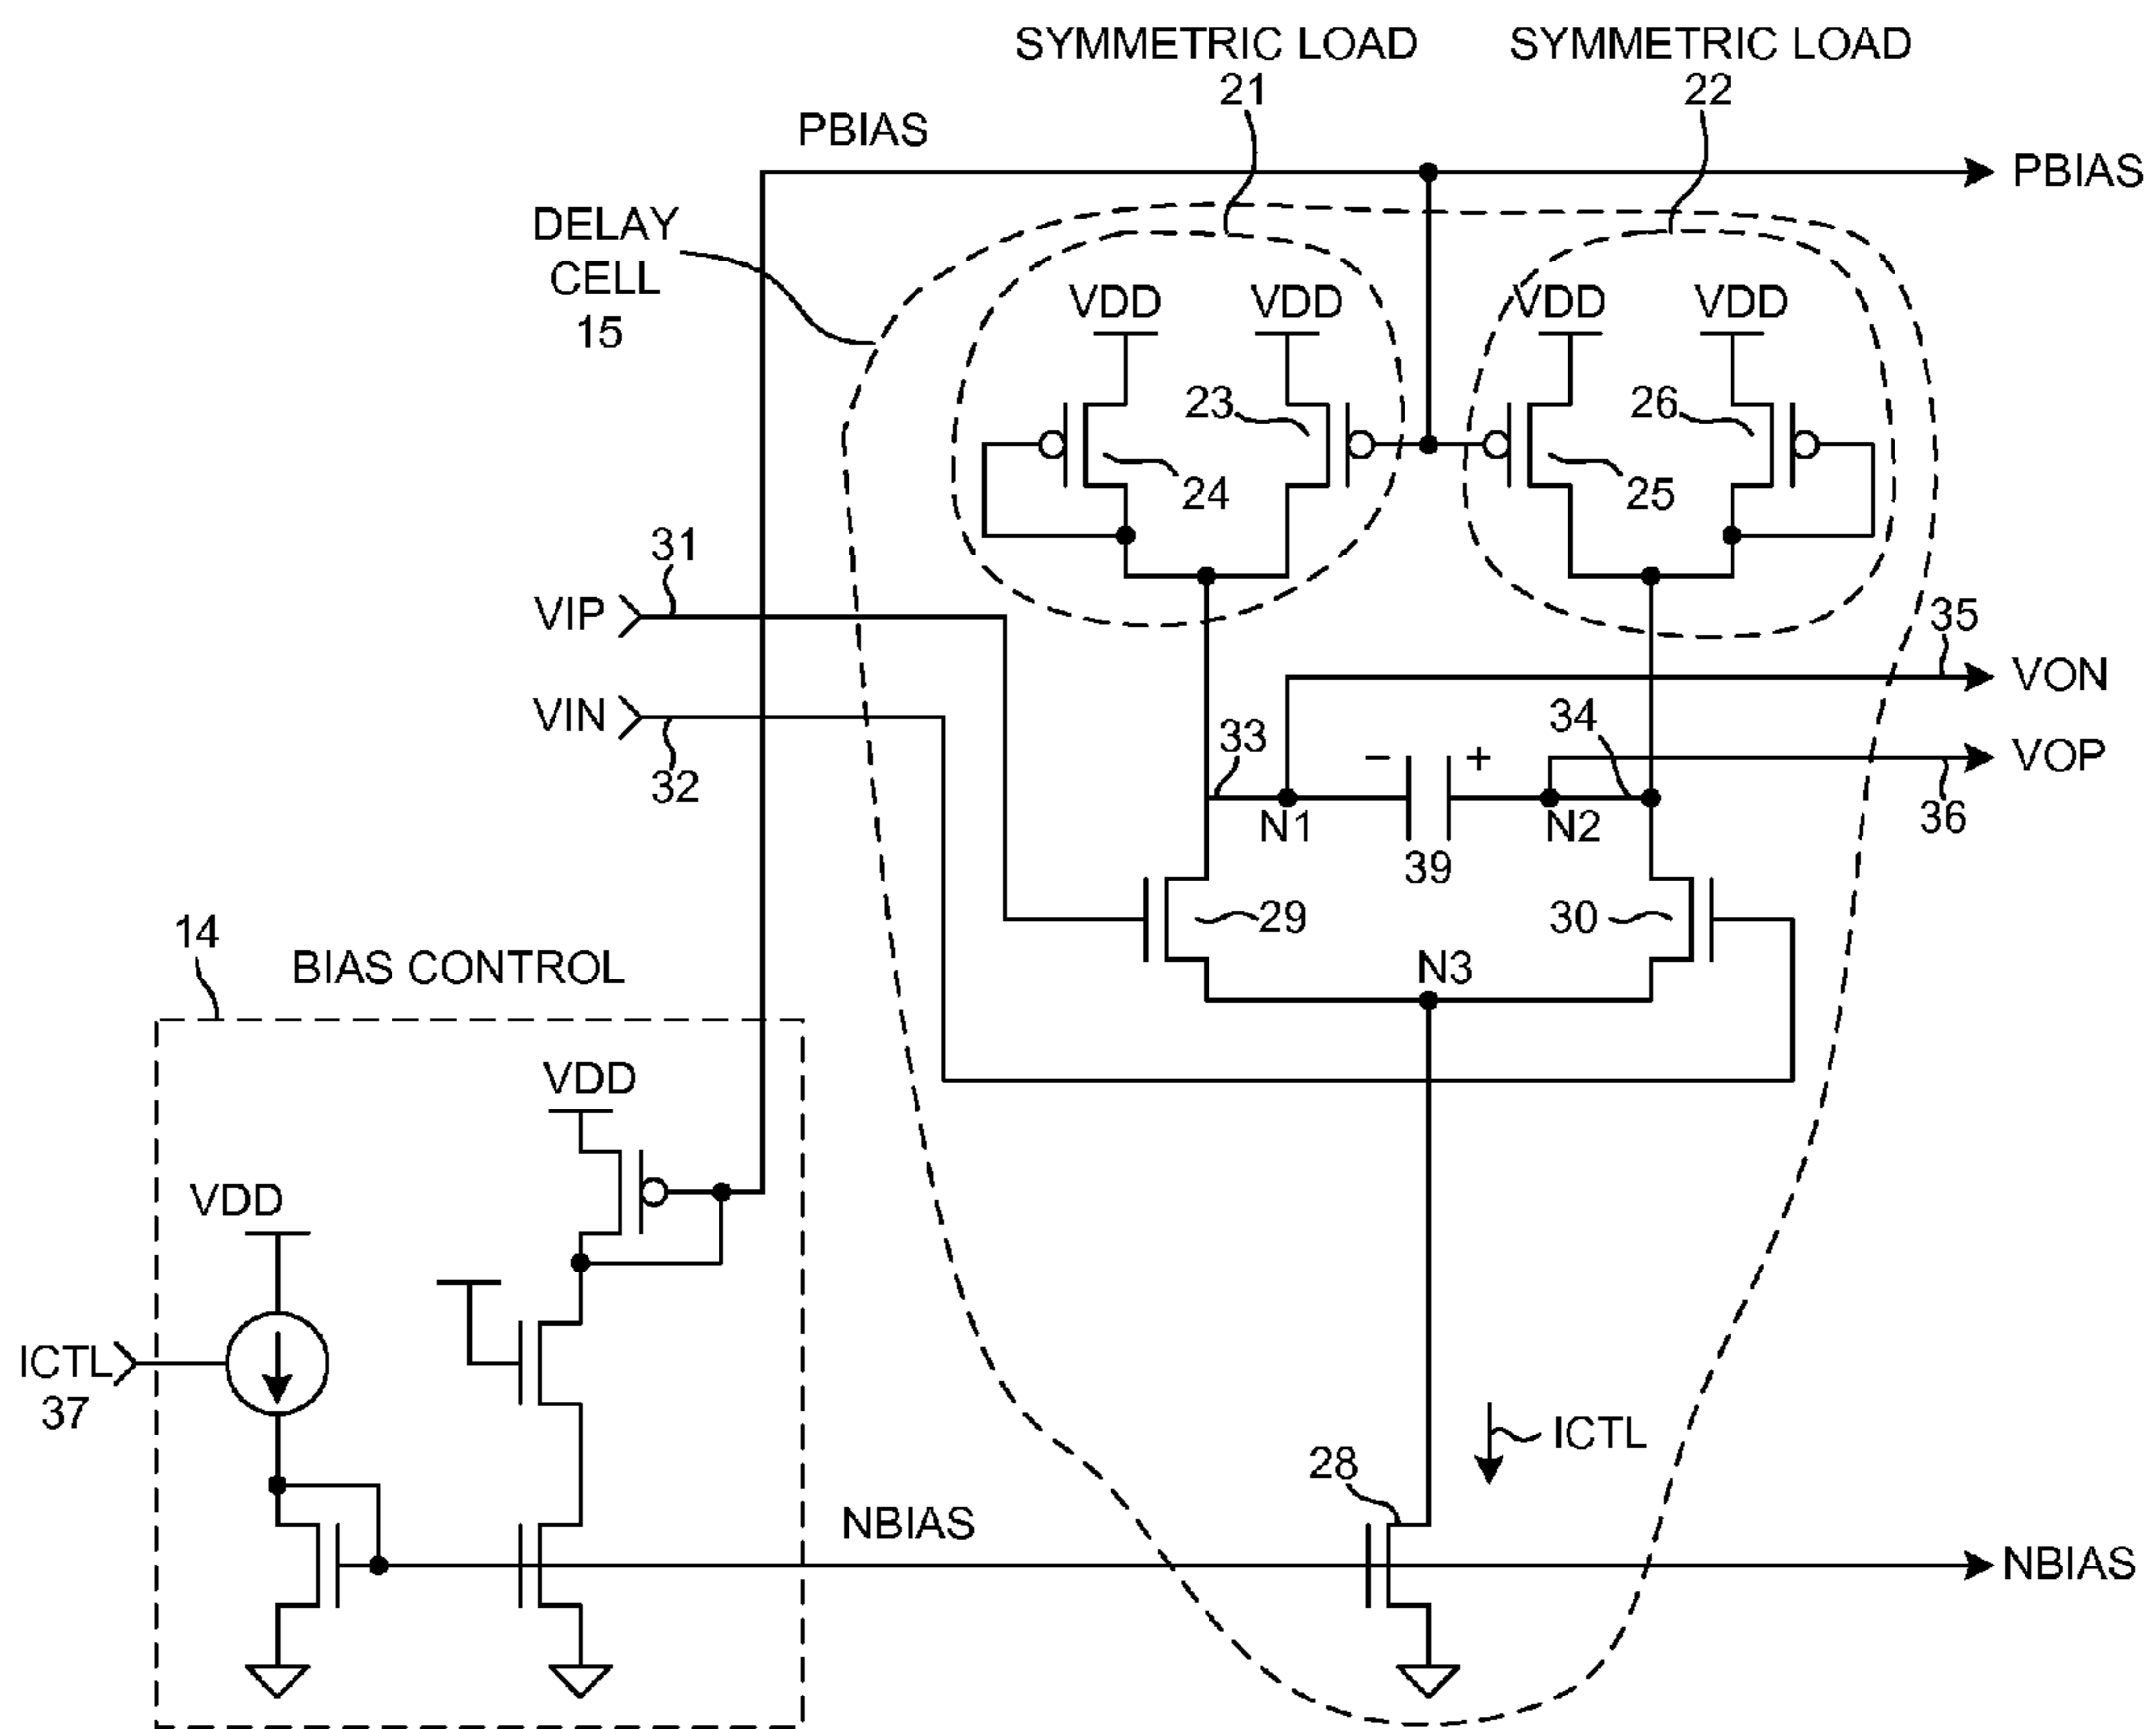 SYMMETRIC LOAD
21
SYMMETRIC LOAD
22
PBIAS
PBIAS
DELAY
CELL
15
VDD
VDD
VDD
VDD
23
24
25
26
31
VIP
VIN
32
35
VON
33
34
VOP
36
−
+
N1
39
N2
29
30
N3
14
BIAS CONTROL
VDD
VDD
ICTL
37
NBIAS
28
ICTL
NBIAS